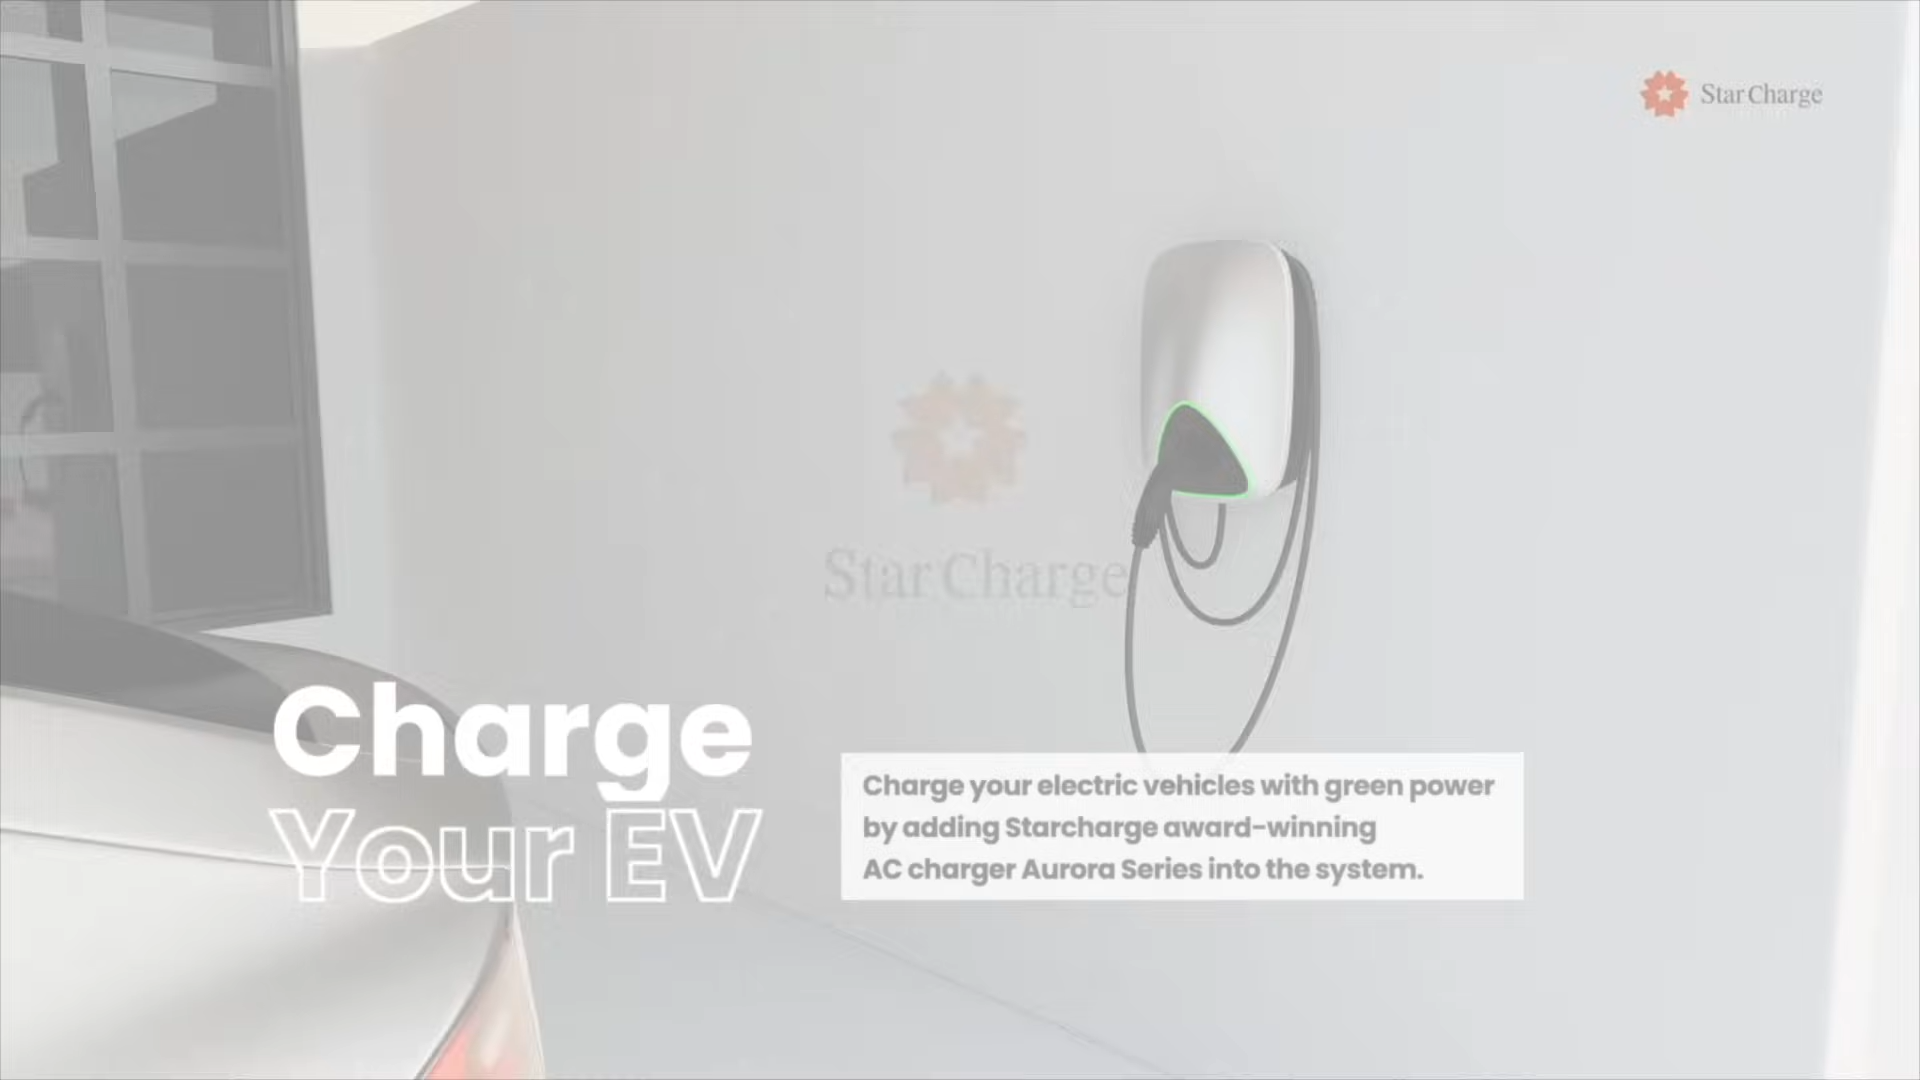 Star Charge
Star Charge
Charge
Your EV
Charge your electric vehicles with green power
by adding Starcharge award-winning
AC charger Aurora Series into the system.